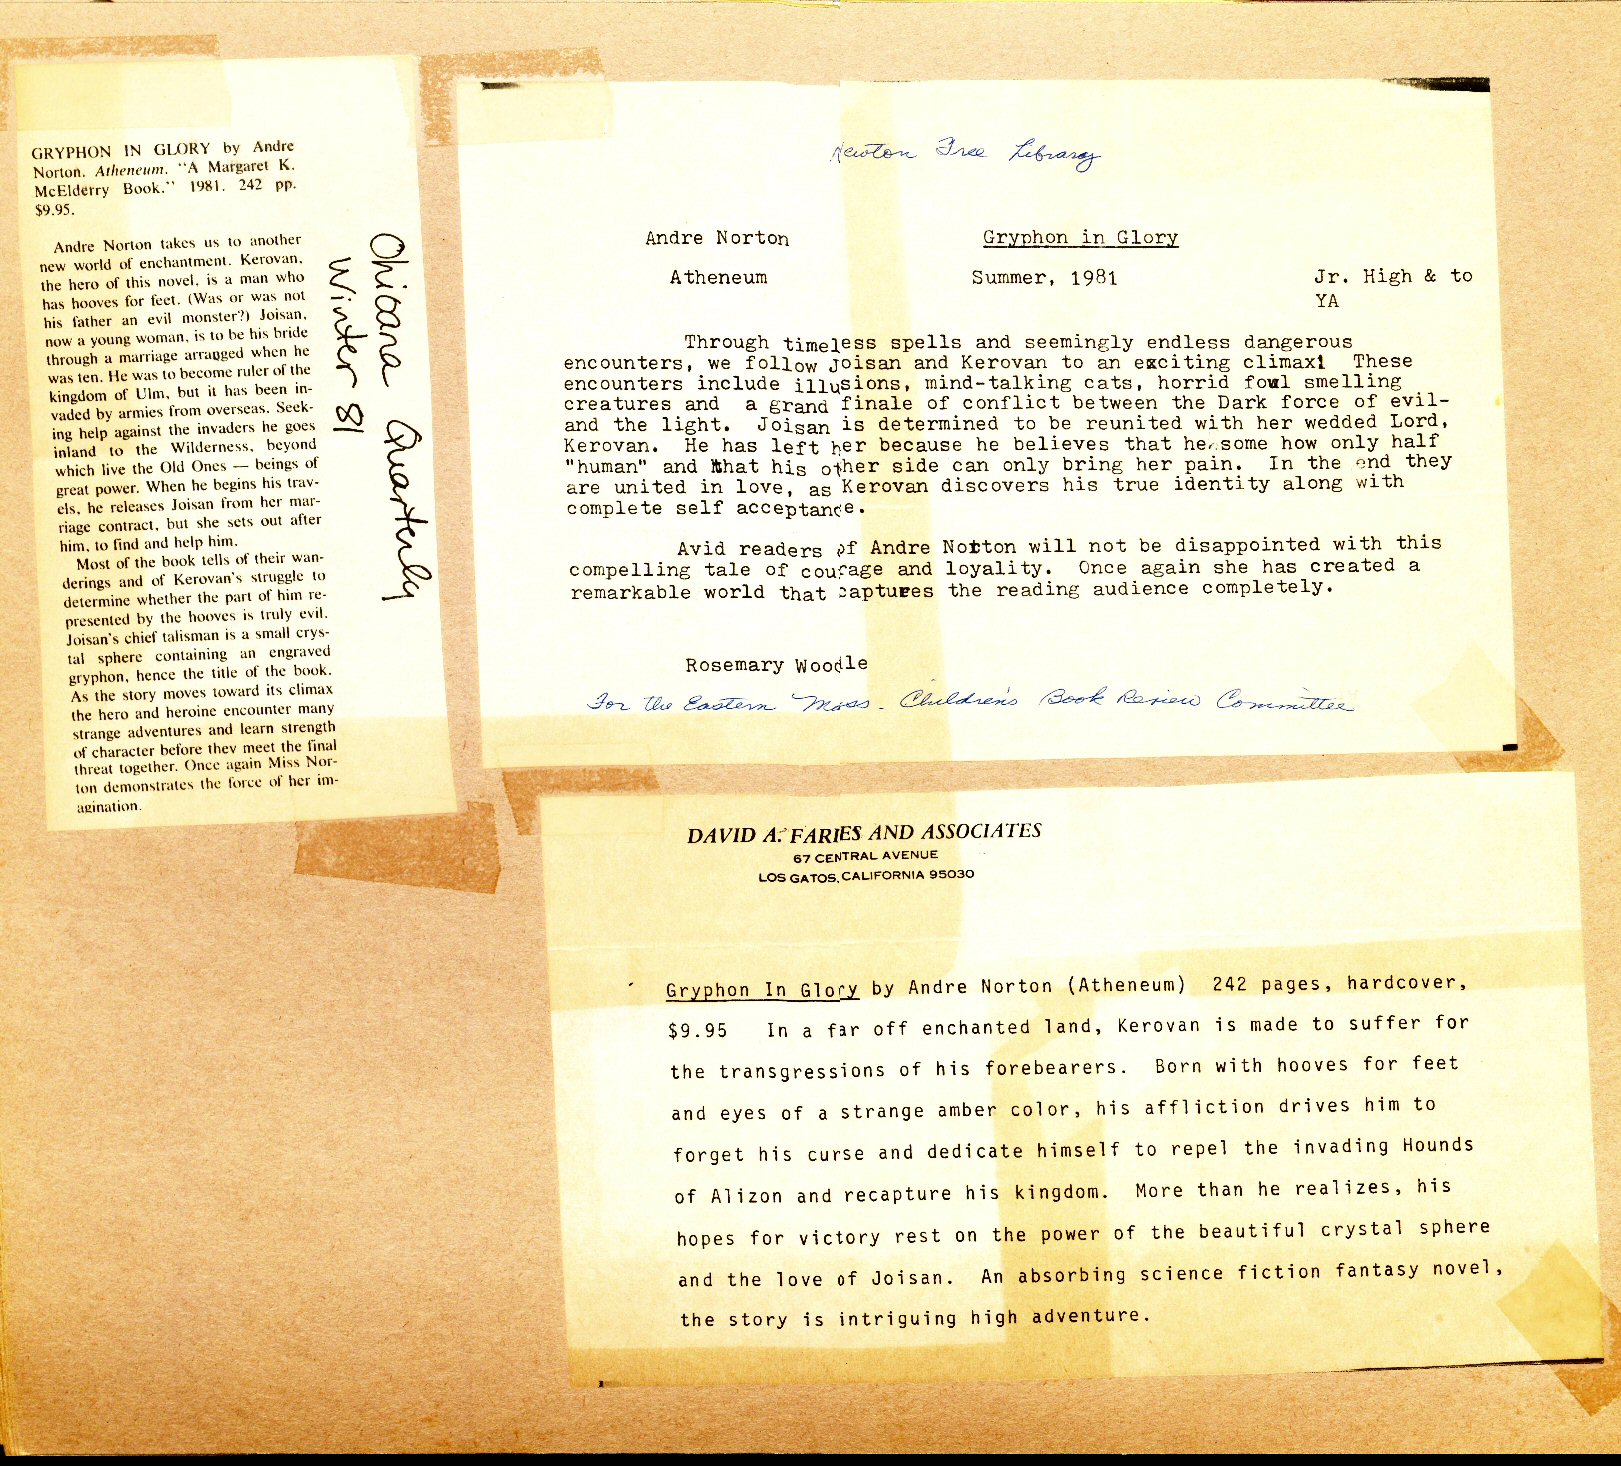 GRYPHON IN GLORY by Andre
Norton. Atheneum. "A Margaret K.
McElderry Book." 1981. 242 pp.
$9.95.
Andre Norton takes us to another
new world of enchantment. Kerovan,
the hero of this novel, is a man who
has hooves for feet. (Was or was not
his father an evil monster?) Joisan,
now a young woman, is to be his bride
through a marriage arranged when he
was ten. He was to become ruler of the
kingdom of Ulm, but it has been in-
vaded by armies from overseas. Seek-
ing help against the invaders he goes
inland to the Wilderness, beyond
which live the Old Ones — beings of
great power. When he begins his trav-
els, he releases Joisan from her mar-
riage contract, but she sets out after
him, to find and help him.
Most of the book tells of their wan-
derings and of Kerovan's struggle to
determine whether the part of him re-
presented by the hooves is truly evil.
Joisan's chief talisman is a small crys-
tal sphere containing an engraved
gryphon, hence the title of the book.
As the story moves toward its climax
the hero and heroine encounter many
strange adventures and learn strength
of character before they meet the final
threat together. Once again Miss Nor-
ton demonstrates the force of her im-
agination.
Ohioana Quarterly
Winter 81
Newton Free Library
Andre Norton Gryphon in Glory
Atheneum Summer, 1981 Jr. High & to
YA
Through timeless spells and seemingly endless dangerous
encounters, we follow Joisan and Kerovan to an exciting climax! These
encounters include illusions, mind-talking cats, horrid fowl smelling
creatures and a grand finale of conflict between the Dark force of evil-
and the light. Joisan is determined to be reunited with her wedded Lord,
Kerovan. He has left her because he believes that he some how only half
"human" and that his other side can only bring her pain. In the end they
are united in love, as Kerovan discovers his true identity along with
complete self acceptance.
Avid readers of Andre Norton will not be disappointed with this
compelling tale of courage and loyality. Once again she has created a
remarkable world that captures the reading audience completely.
Rosemary Woodle
For the Eastern Mass. Children's Book Review Committee
DAVID A. FARIES AND ASSOCIATES
67 CENTRAL AVENUE
LOS GATOS, CALIFORNIA 95030
Gryphon In Glory by Andre Norton (Atheneum) 242 pages, hardcover,
$9.95 In a far off enchanted land, Kerovan is made to suffer for
the transgressions of his forebearers. Born with hooves for feet
and eyes of a strange amber color, his affliction drives him to
forget his curse and dedicate himself to repel the invading Hounds
of Alizon and recapture his kingdom. More than he realizes, his
hopes for victory rest on the power of the beautiful crystal sphere
and the love of Joisan. An absorbing science fiction fantasy novel,
the story is intriguing high adventure.